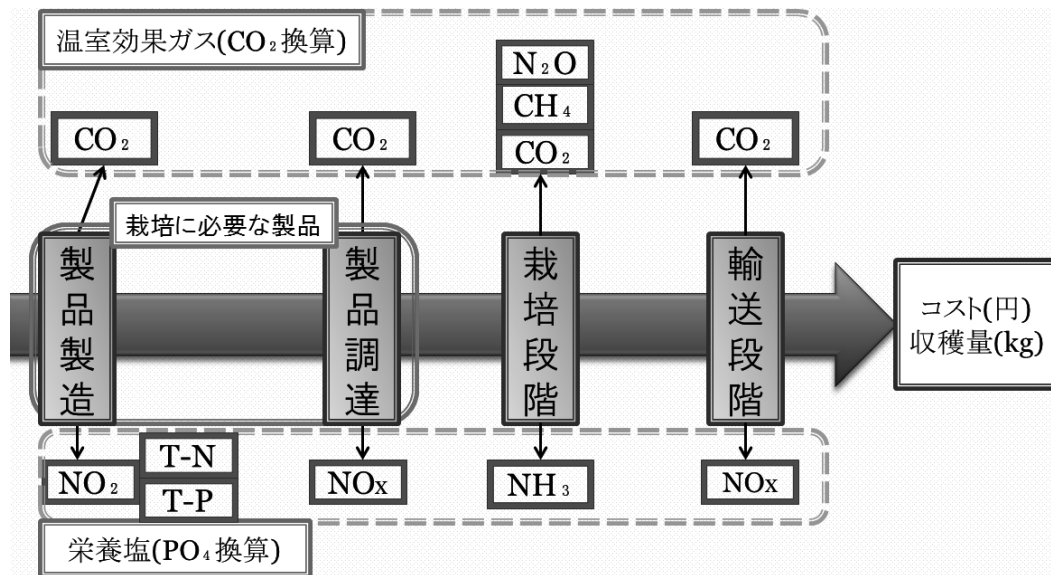 温室効果ガス(CO₂換算)
N₂O
CH₄
CO₂
CO₂
CO₂
CO₂
栽培に必要な製品
製品製造
製品調達
栽培段階
輸送段階
コスト(円)
収穫量(kg)
NO₂
T-N
T-P
NOx
NH₃
NOx
栄養塩(PO₄換算)